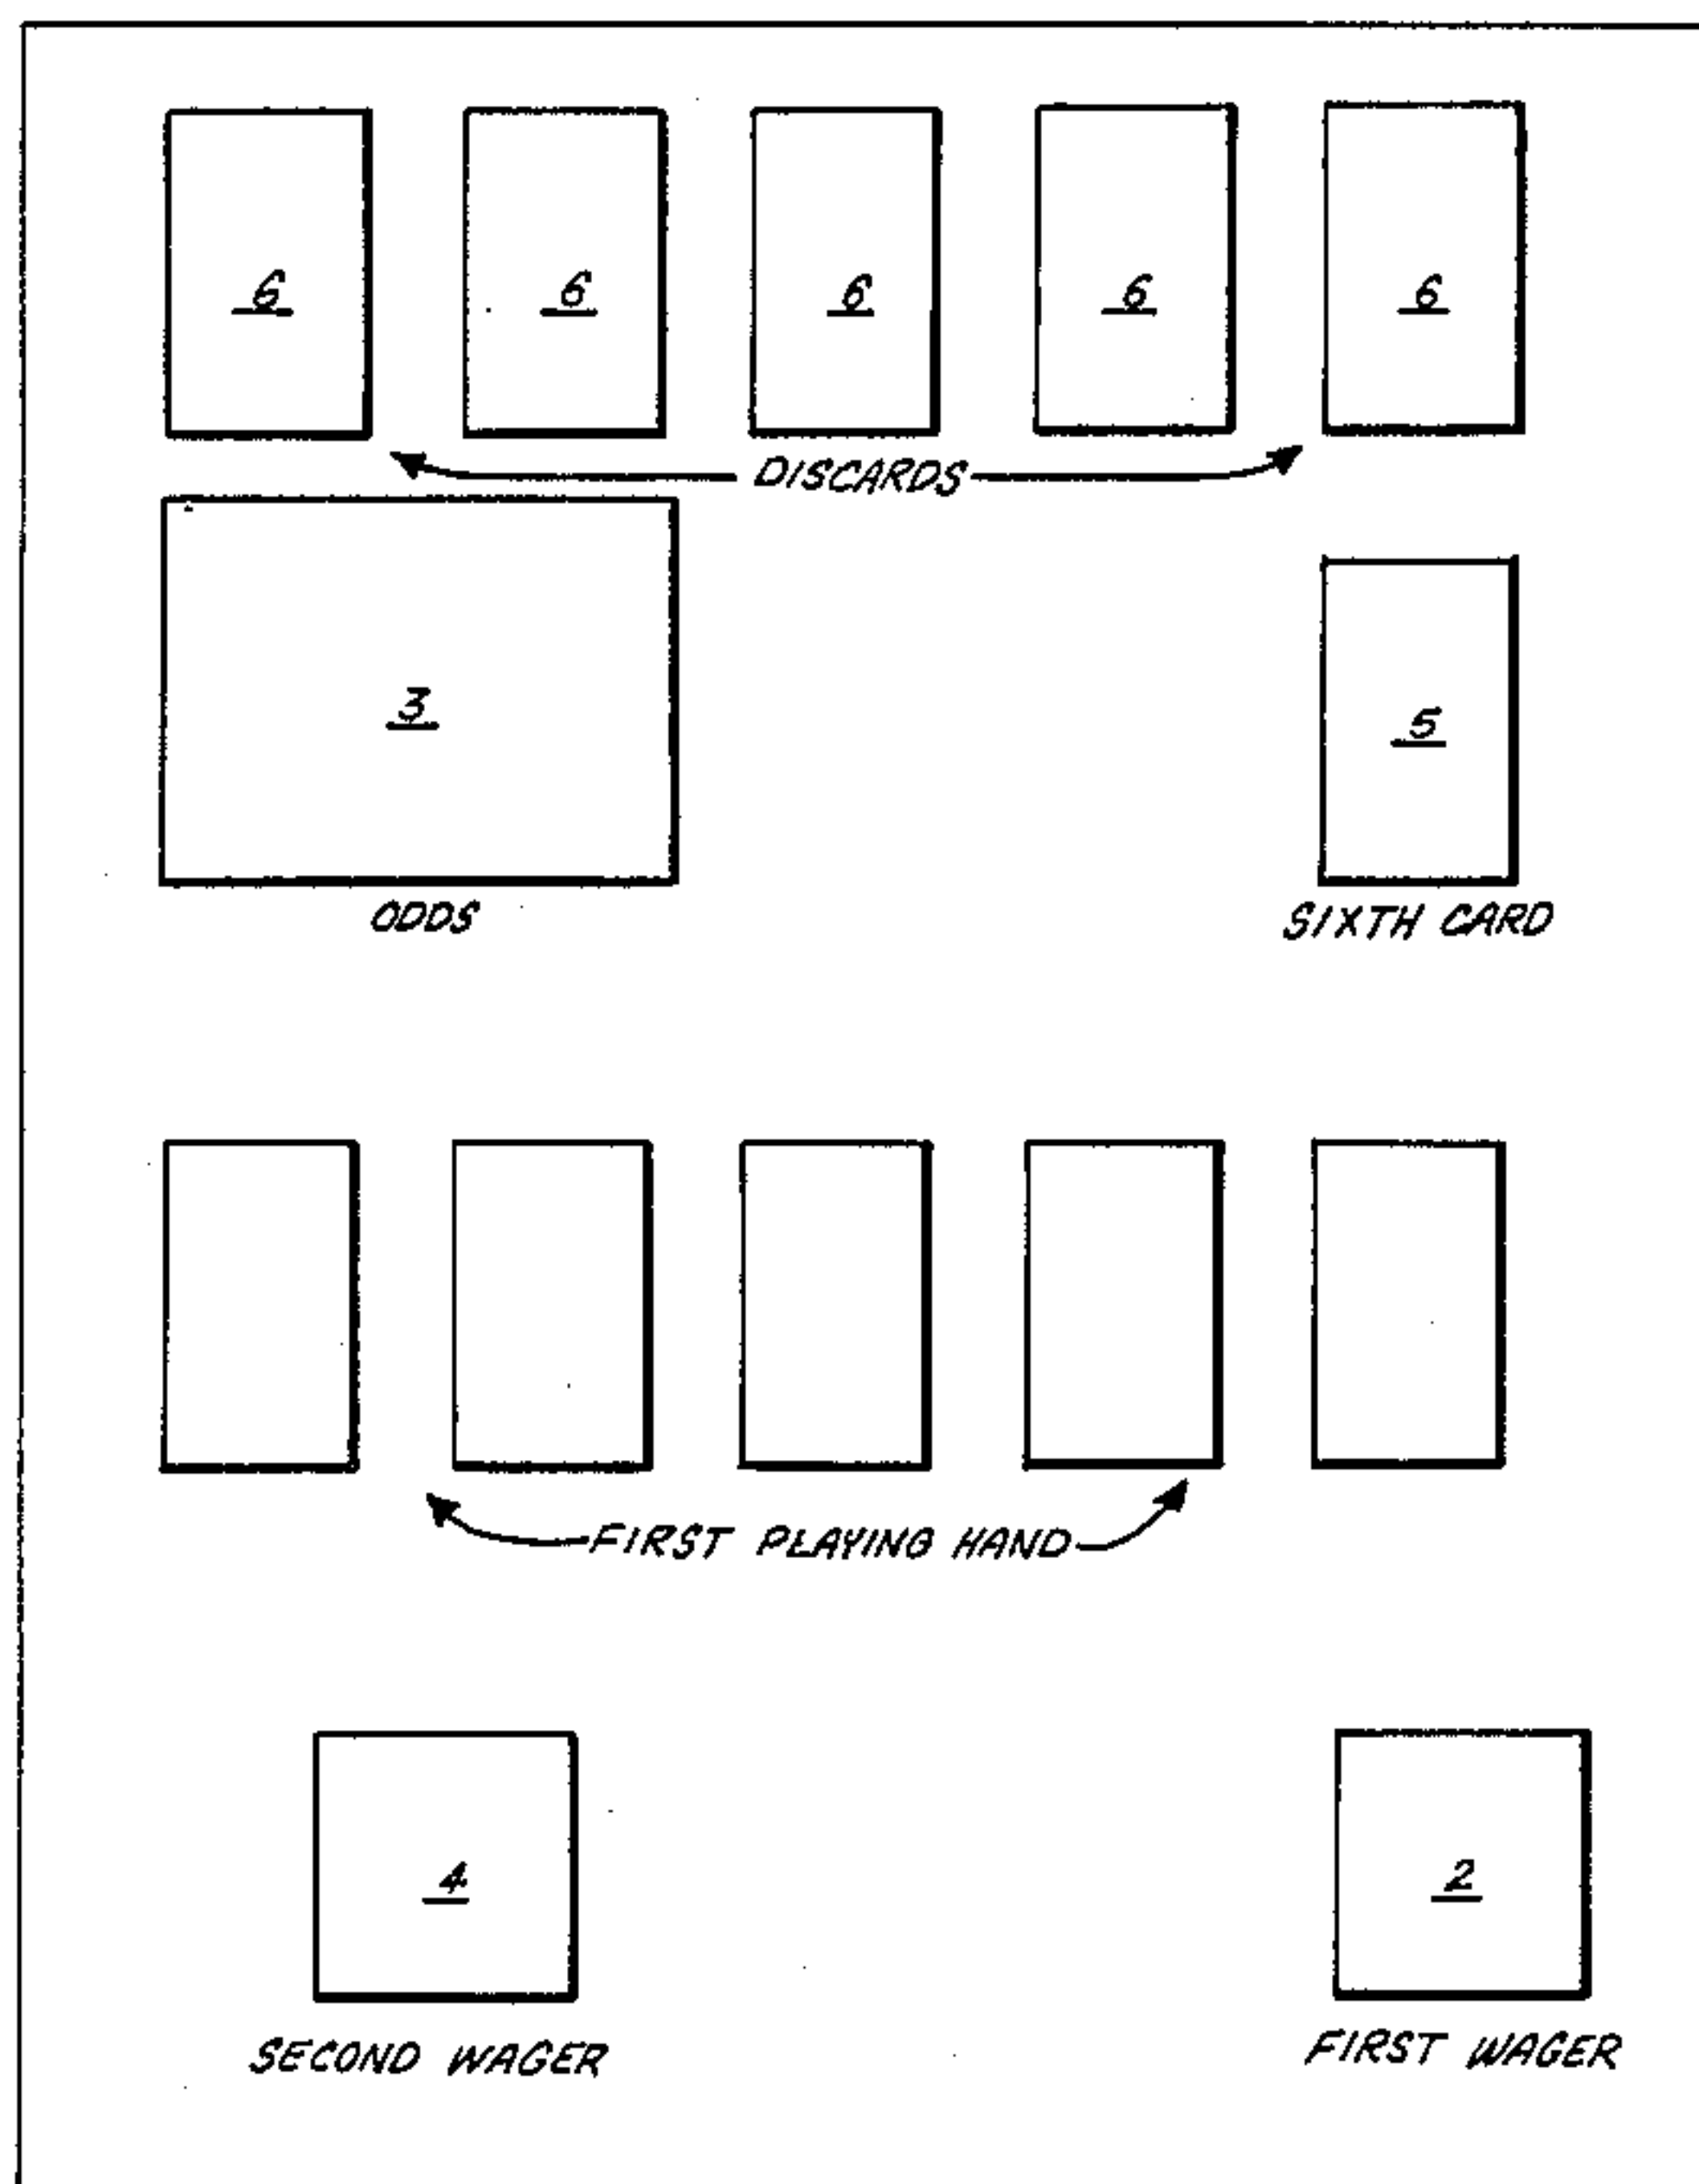 6 6 6 6 6
DISCARDS
3
5
ODDS
SIXTH CARD
FIRST PLAYING HAND
4
2
SECOND WAGER
FIRST WAGER